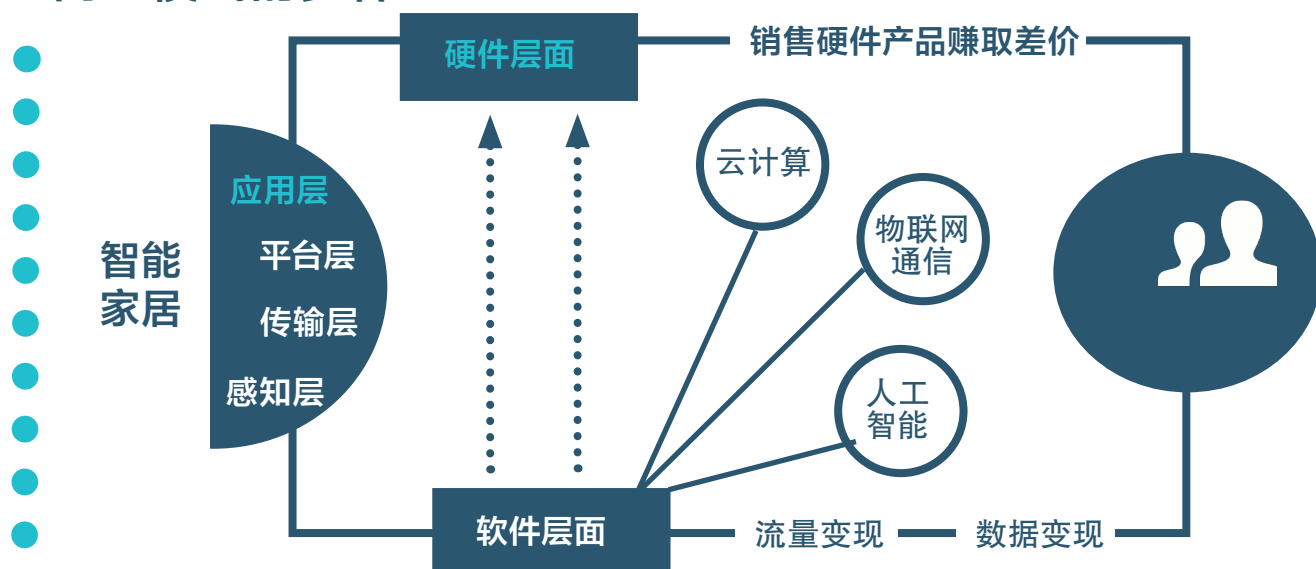 硬件层面
销售硬件产品赚取差价
云计算
应用层
物联网
通信
平台层
智能
家居
传输层
感知层
人工
智能
软件层面
流量变现
数据变现